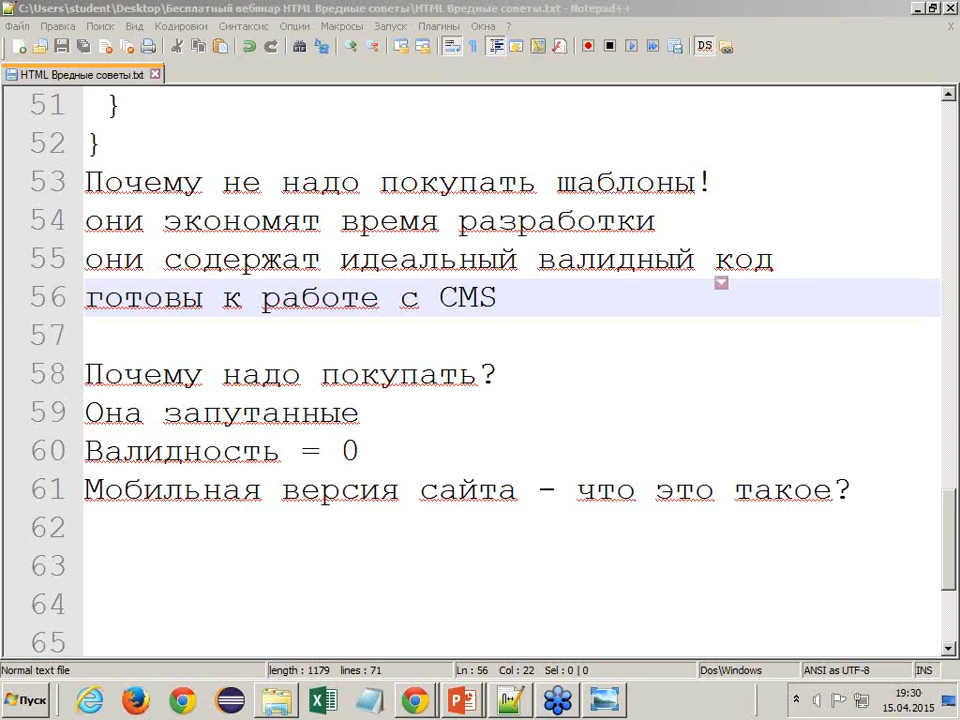 C:\Users\student\Desktop\Бесплатный вебинар HTML Вредные советы\HTML Вредные советы.txt - Notepad++
Файл Правка Поиск Вид Кодировки Синтаксис Опции Макросы Запуск Плагины Окна ?
HTML Вредные советы.txt
51 }
52 }
53 Почему не надо покупать шаблоны!
54 они экономят время разработки
55 они содержат идеальный валидный код
56 готовы к работе с CMS
57
58 Почему надо покупать?
59 Она запутанные
60 Валидность = 0
61 Мобильная версия сайта - что это такое?
62
63
64
65
Normal text file length : 1179 lines : 71 Ln : 56 Col : 22 Sel : 0 | 0 Dos\Windows ANSI as UTF-8 INS
Пуск 19:30
15.04.2015